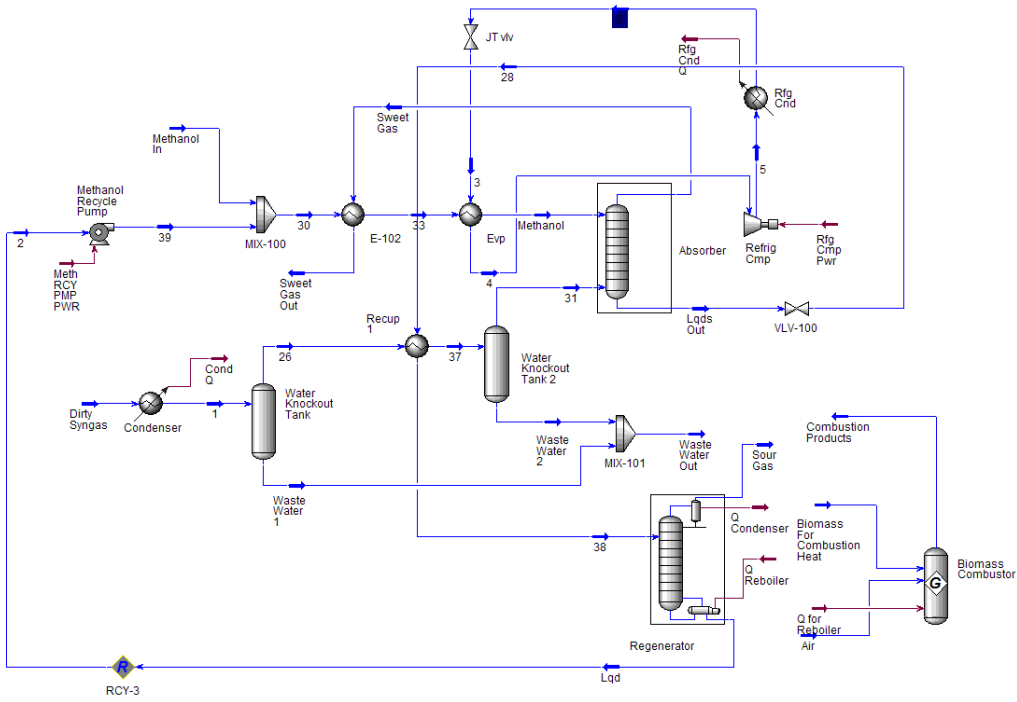 JT vlv
Rfg
Cnd
Q
28
Rfg
Cnd
Sweet
Gas
Methanol
In
5
3
Methanol
Recycle
Pump
2
39
30
33
Methanol
MIX-100
E-102
Evp
Absorber
Refrig
Cmp
Rfg
Cmp
Pwr
Meth
RCY
PMP
PWR
Sweet
Gas
Out
4
31
Lqds
Out
VLV-100
Recup
1
26
37
Water
Knockout
Tank 2
Cond
Q
Dirty
Syngas
Condenser
1
Water
Knockout
Tank
Combustion
Products
Waste
Water
2
MIX-101
Waste
Water
Out
Sour
Gas
Waste
Water
1
Q
Condenser
Biomass
For
Combustion
Heat
38
Q
Reboiler
G
Biomass
Combustor
Q for
Reboiler
Air
Regenerator
R
RCY-3
Lqd